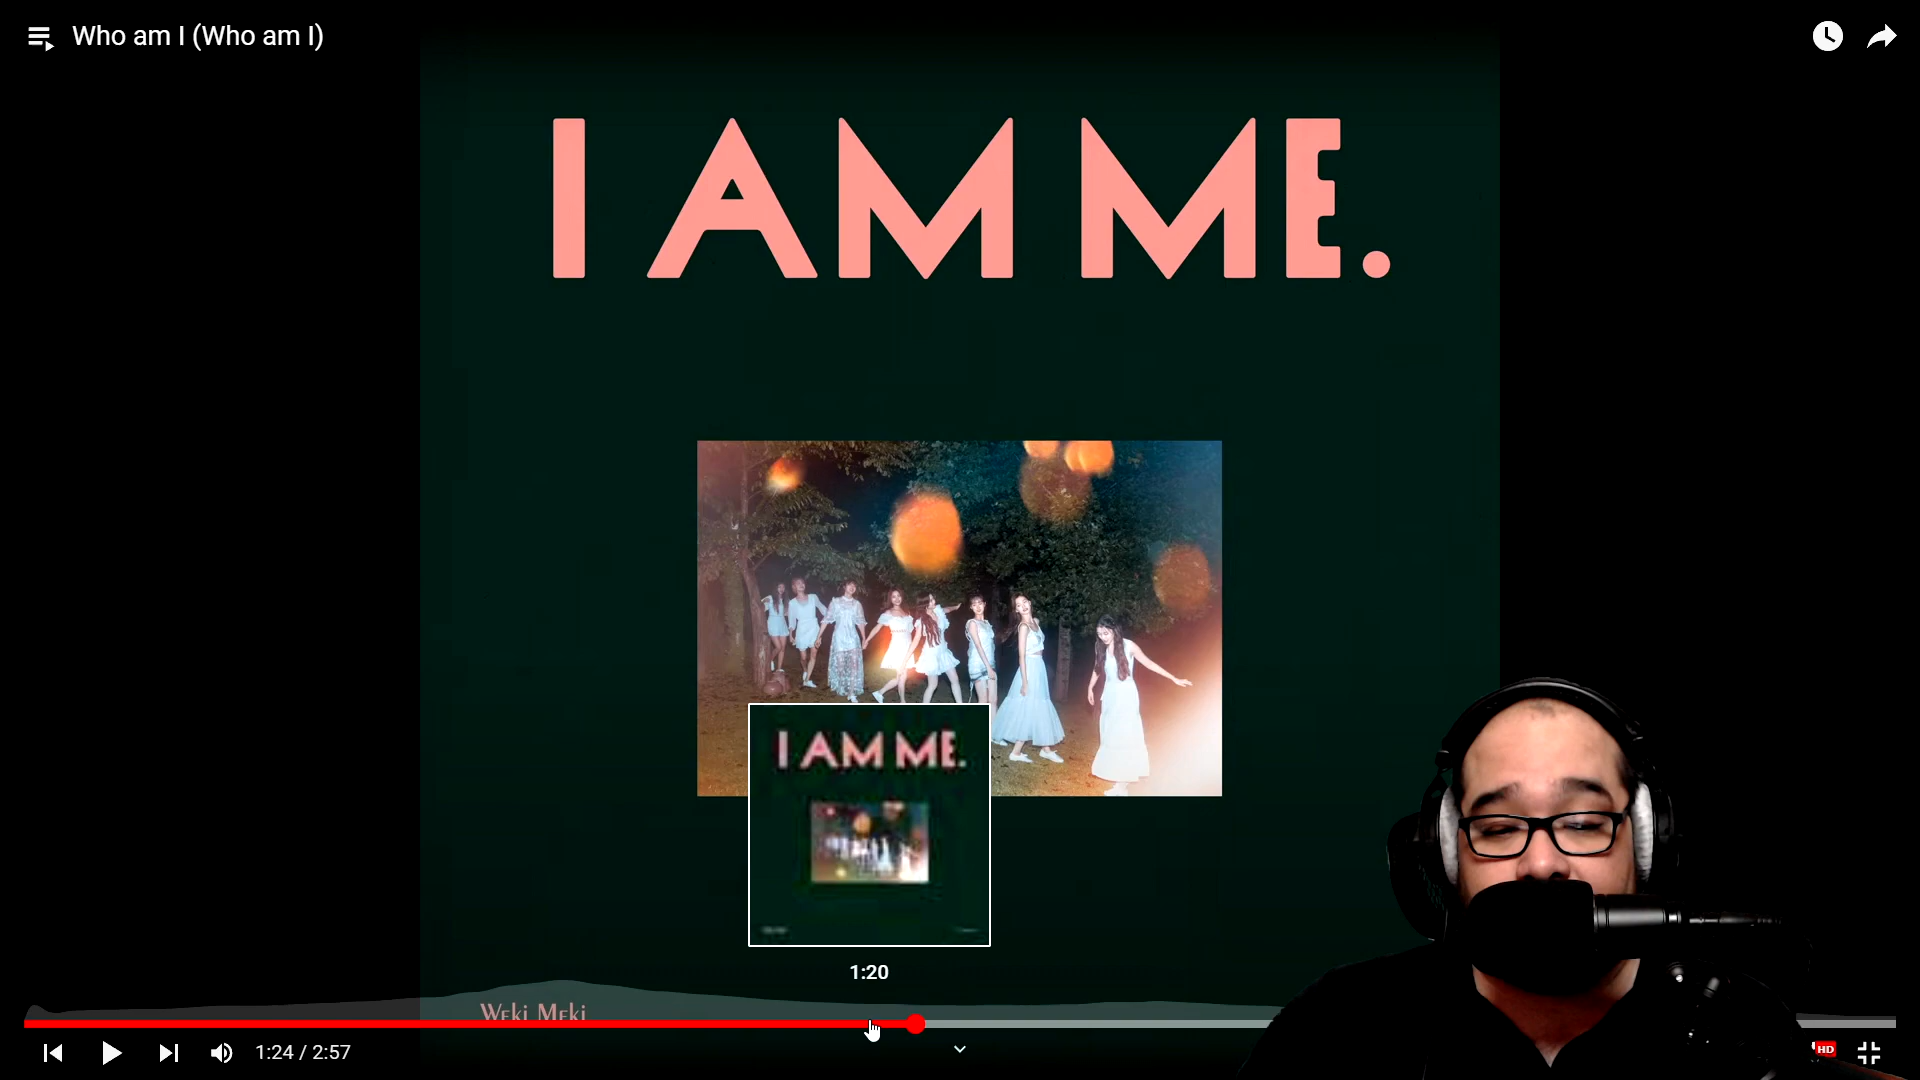 Who am I (Who am I)
I AM ME.
I AM ME.
1:20
Weki Meki
1:24 / 2:57
HD